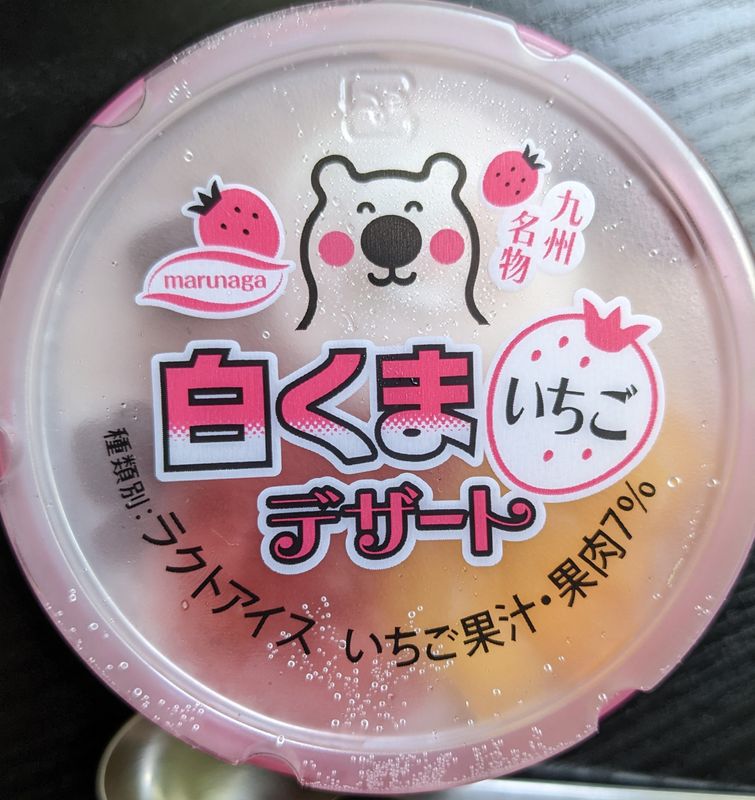 marunaga
九州
名物
白くま
いちご
デザート
種類別:ラクトアイス
いちご果汁・果肉7%